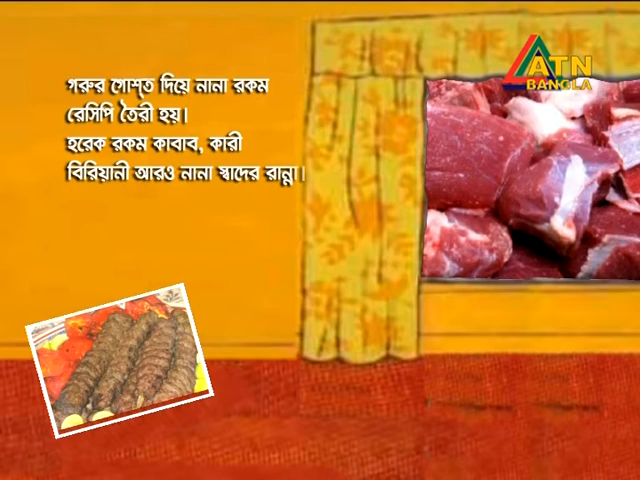 গরুর গোশ্ত দিয়ে নানা রকম
রেসিপি তৈরী হয়।
হরেক রকম কাবাব, কারী
বিরিয়ানী আরও নানা স্বাদের রান্না।
ATN
BANGLA